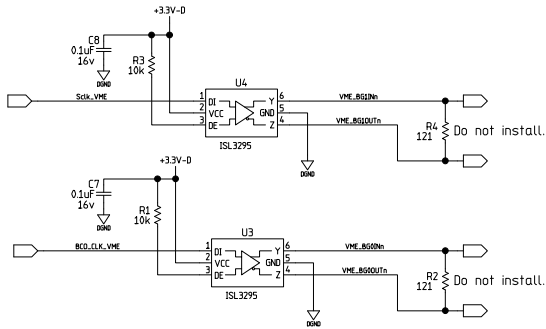 +3.3V-D
C8
0.1uF
16v
DGND
R3
10k
U4
Sclk_VME
1 DI Y 6 VME_BG1INn
2 VCC GND 5
3 DE Z 4 VME_BG1OUTn
ISL3295
R4
121
Do not install.
DGND
+3.3V-D
C7
0.1uF
16v
DGND
R1
10k
U3
BCO_CLK_VME
1 DI Y 6 VME_BG0INn
2 VCC GND 5
3 DE Z 4 VME_BG0OUTn
ISL3295
R2
121
Do not install.
DGND